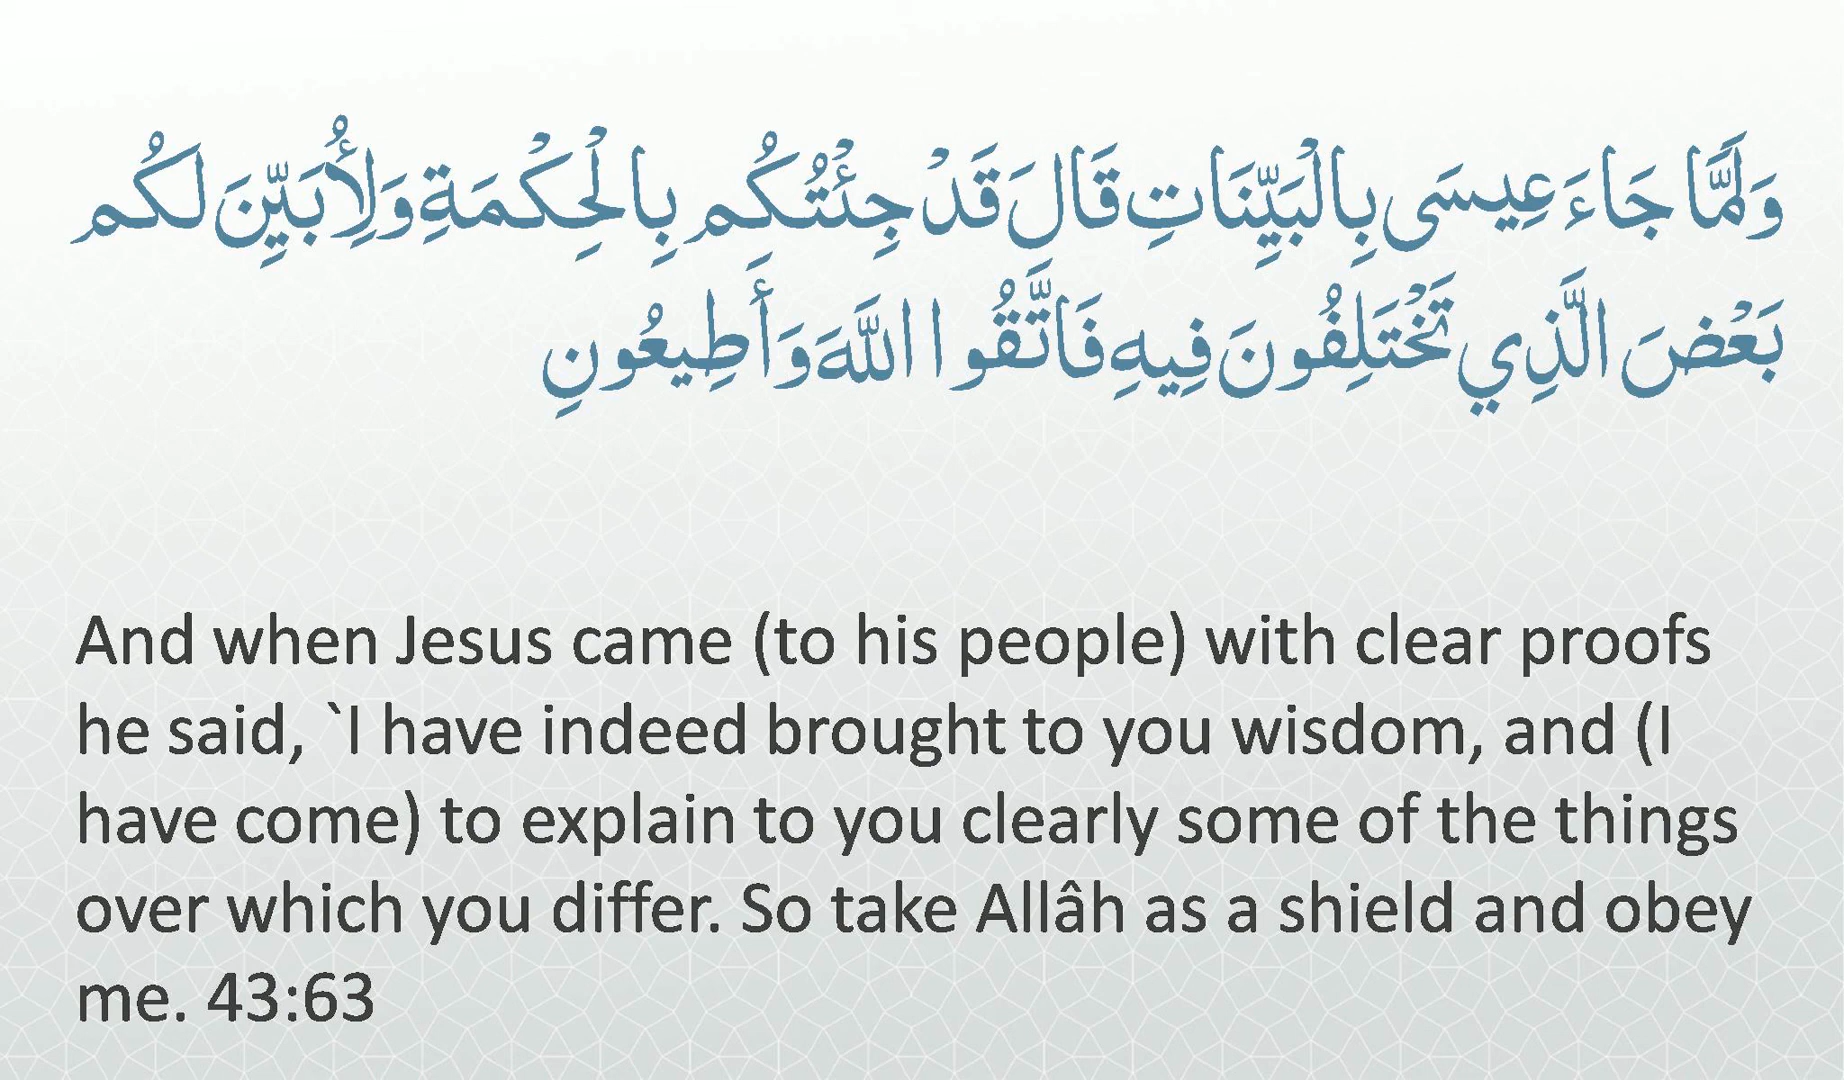 وَلَمَّا جَاءَ عِيسَى بِالْبَيِّنَاتِ قَالَ قَدْ جِئْتُكُم بِالْحِكْمَةِ وَلِأُبَيِّنَ لَكُم
بَعْضَ الَّذِي تَخْتَلِفُونَ فِيهِ فَاتَّقُوا اللَّهَ وَأَطِيعُونِ
And when Jesus came (to his people) with clear proofs
he said, `I have indeed brought to you wisdom, and (I
have come) to explain to you clearly some of the things
over which you differ. So take Allâh as a shield and obey
me. 43:63